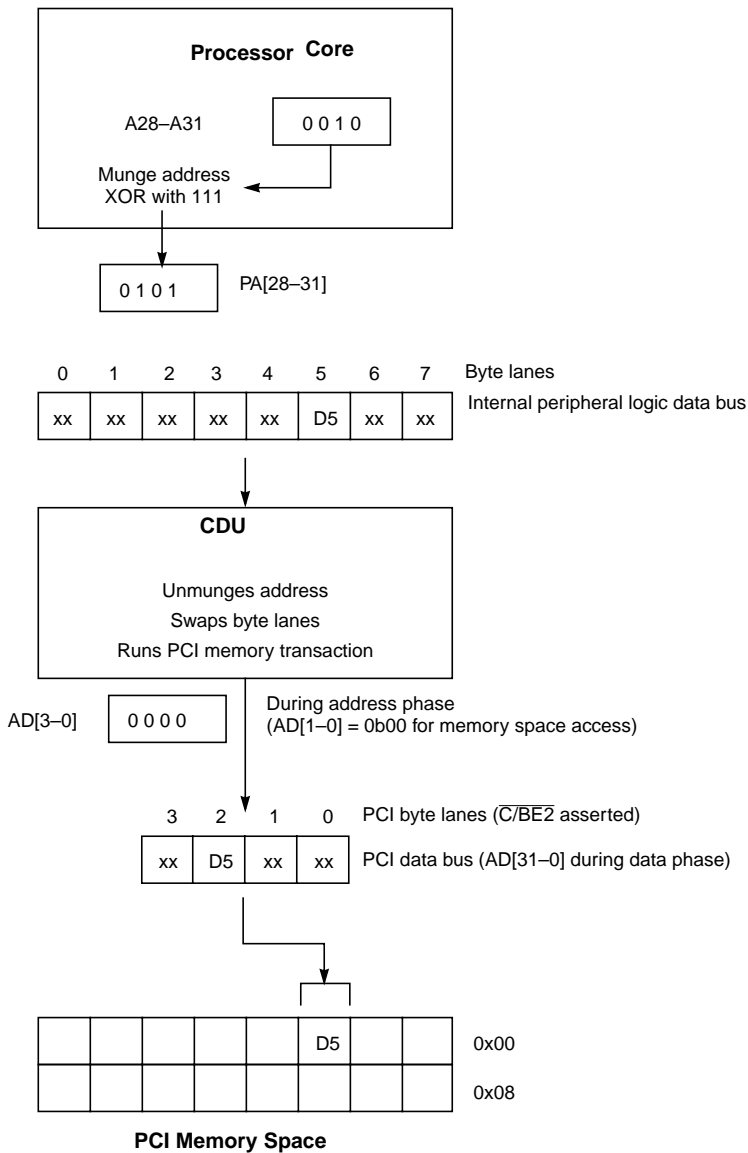 Processor Core
A28–A31
0 0 1 0
Munge address
XOR with 111
0 1 0 1
PA[28–31]
0 1 2 3 4 5 6 7 Byte lanes
xx xx xx xx xx D5 xx xx
Internal peripheral logic data bus
CDU
Unmunges address
Swaps byte lanes
Runs PCI memory transaction
AD[3–0]
0 0 0 0
During address phase
(AD[1–0] = 0b00 for memory space access)
3 2 1 0 PCI byte lanes (C/BE2 asserted)
xx D5 xx xx PCI data bus (AD[31–0] during data phase)
D5 0x00
0x08
PCI Memory Space